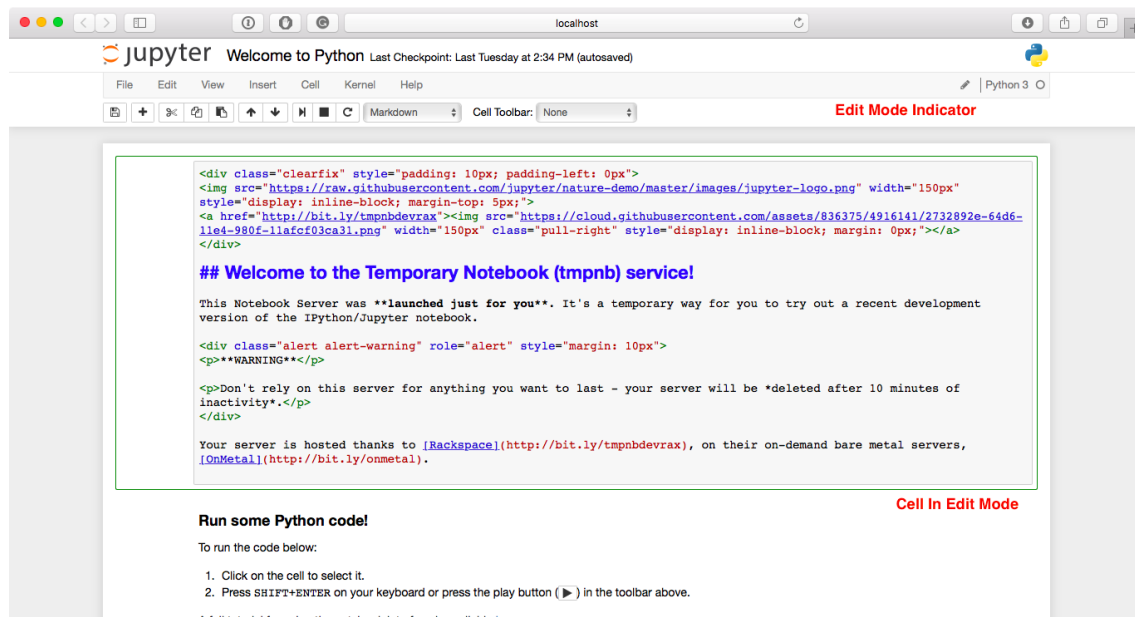 localhost
jupyter Welcome to Python Last Checkpoint: Last Tuesday at 2:34 PM (autosaved)
File Edit View Insert Cell Kernel Help Python 3
Markdown Cell Toolbar: None Edit Mode Indicator
<div class="clearfix" style="padding: 10px; padding-left: 0px">
<img src="https://raw.githubusercontent.com/jupyter/nature-demo/master/images/jupyter-logo.png" width="150px"
style="display: inline-block; margin-top: 5px;">
<a href="http://bit.ly/tmpnbdevrax"><img src="https://cloud.githubusercontent.com/assets/836375/4916141/2732892e-64d6-
11e4-980f-11afcf03ca31.png" width="150px" class="pull-right" style="display: inline-block; margin: 0px;"></a>
</div>
## Welcome to the Temporary Notebook (tmpnb) service!
This Notebook Server was **launched just for you**. It's a temporary way for you to try out a recent development
version of the IPython/Jupyter notebook.
<div class="alert alert-warning" role="alert" style="margin: 10px">
<p>**WARNING**</p>
<p>Don't rely on this server for anything you want to last - your server will be *deleted after 10 minutes of
inactivity*.</p>
</div>
Your server is hosted thanks to [Rackspace](http://bit.ly/tmpnbdevrax), on their on-demand bare metal servers,
[OnMetal](http://bit.ly/onmetal).
Cell In Edit Mode
Run some Python code!
To run the code below:
1. Click on the cell to select it.
2. Press SHIFT+ENTER on your keyboard or press the play button ( ) in the toolbar above.